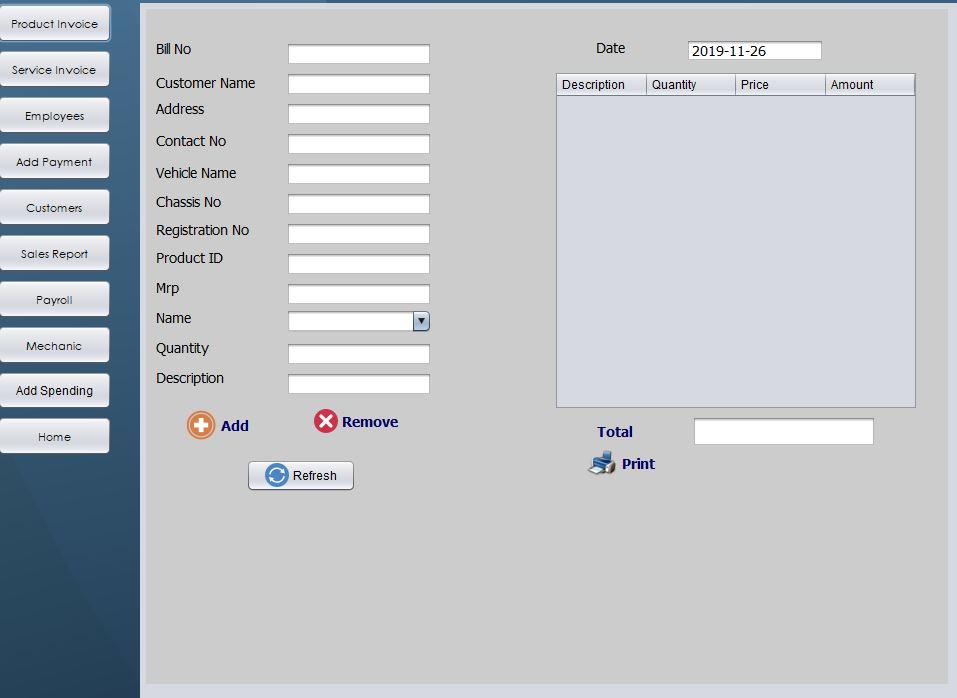 Product Invoice
Service Invoice
Employees
Add Payment
Customers
Sales Report
Payroll
Mechanic
Add Spending
Home
Bill No
Customer Name
Address
Contact No
Vehicle Name
Chassis No
Registration No
Product ID
Mrp
Name
Quantity
Description
Add Remove
Refresh
Date 2019-11-26
Description Quantity Price Amount
Total
Print